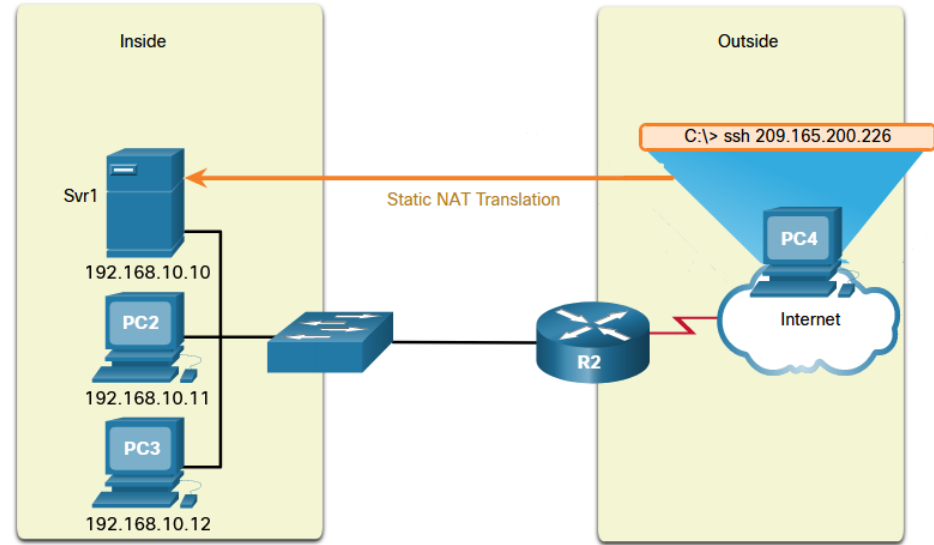 Inside
Outside
C:\> ssh 209.165.200.226
Svr1
Static NAT Translation
PC4
192.168.10.10
PC2
Internet
R2
192.168.10.11
PC3
192.168.10.12